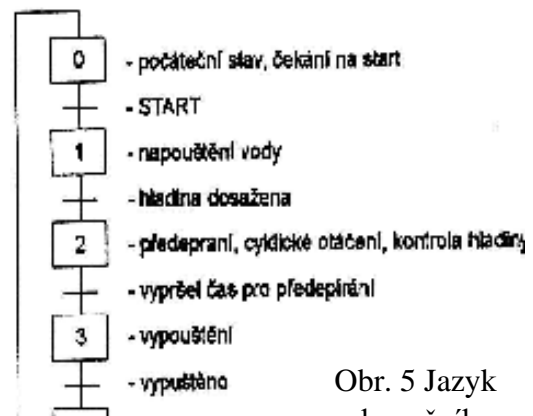 0 - počáteční stav, čekání na start
- START
1 - napouštění vody
- hladina dosažena
2 - předepraní, cyklické otáčení, kontrola hladiny
- vypršel čas pro předepírání
3 - vypouštění
- vypuštěno
Obr. 5 Jazyk